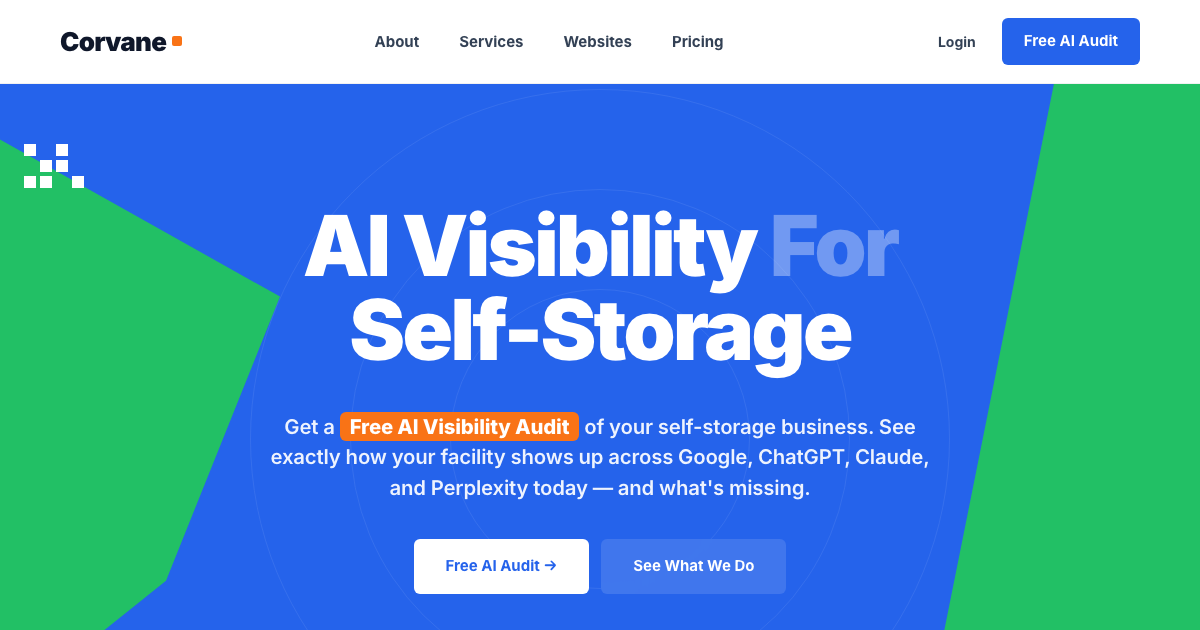 Corvane
About
Services
Websites
Pricing
Login
Free AI Audit
AI Visibility For
Self-Storage
Get a Free AI Visibility Audit of your self-storage business. See
exactly how your facility shows up across Google, ChatGPT, Claude,
and Perplexity today — and what's missing.
Free AI Audit →
See What We Do